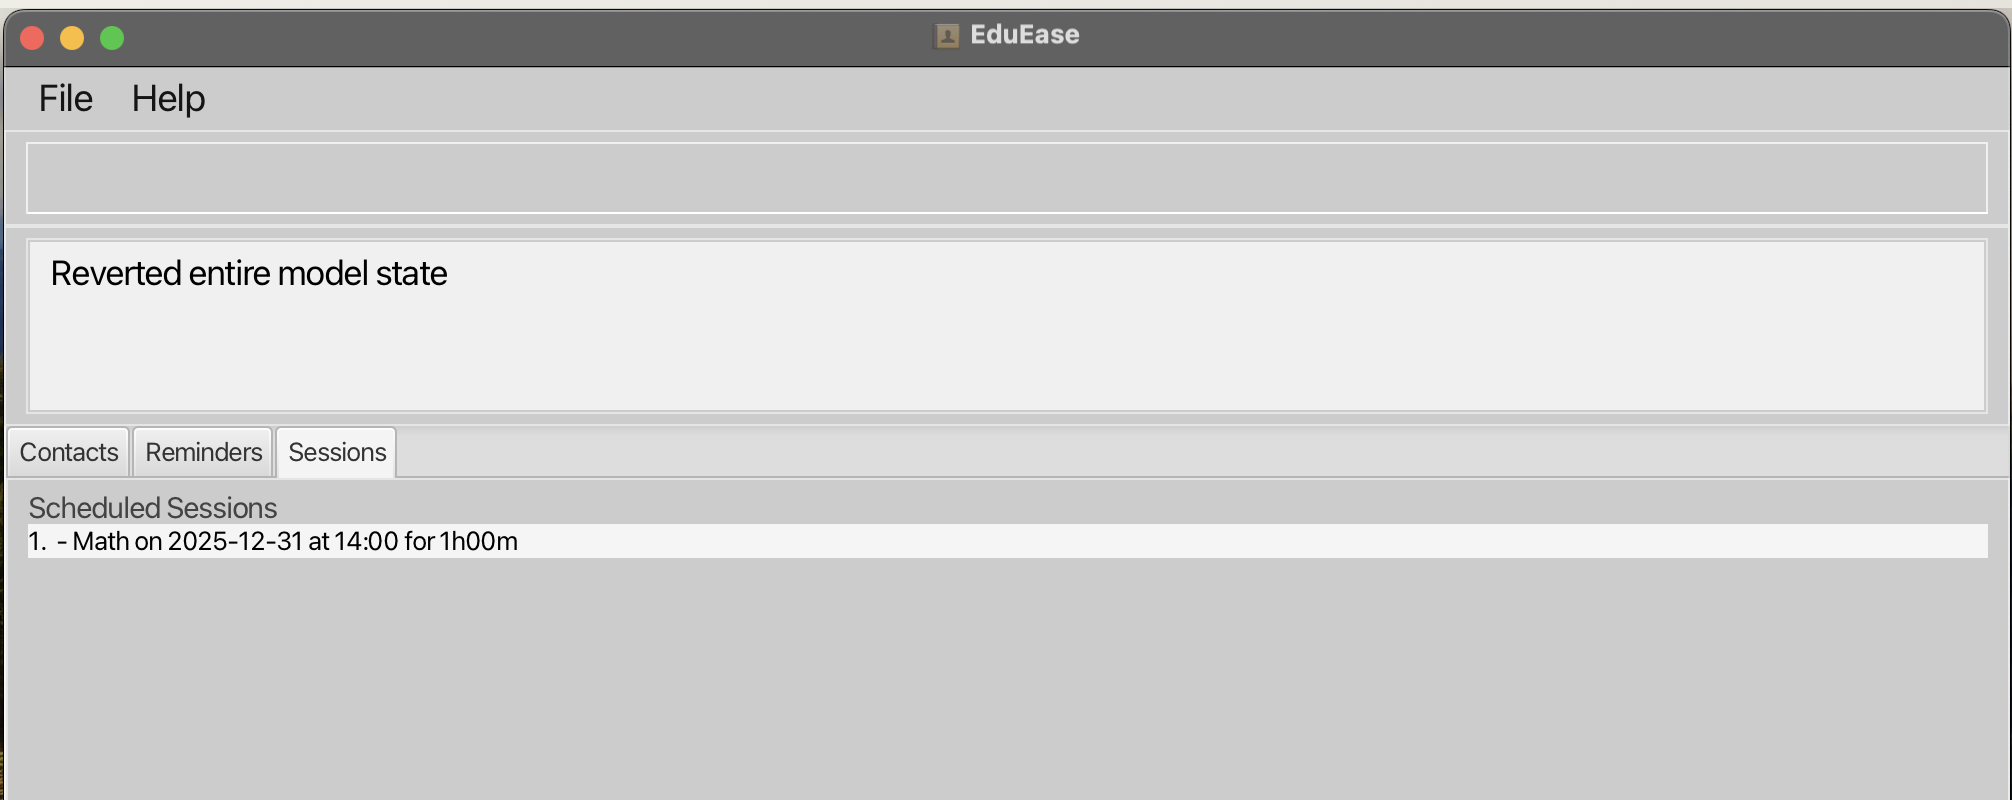 EduEase
File Help
Reverted entire model state
Contacts Reminders Sessions
Scheduled Sessions
1.  - Math on 2025-12-31 at 14:00 for 1h00m